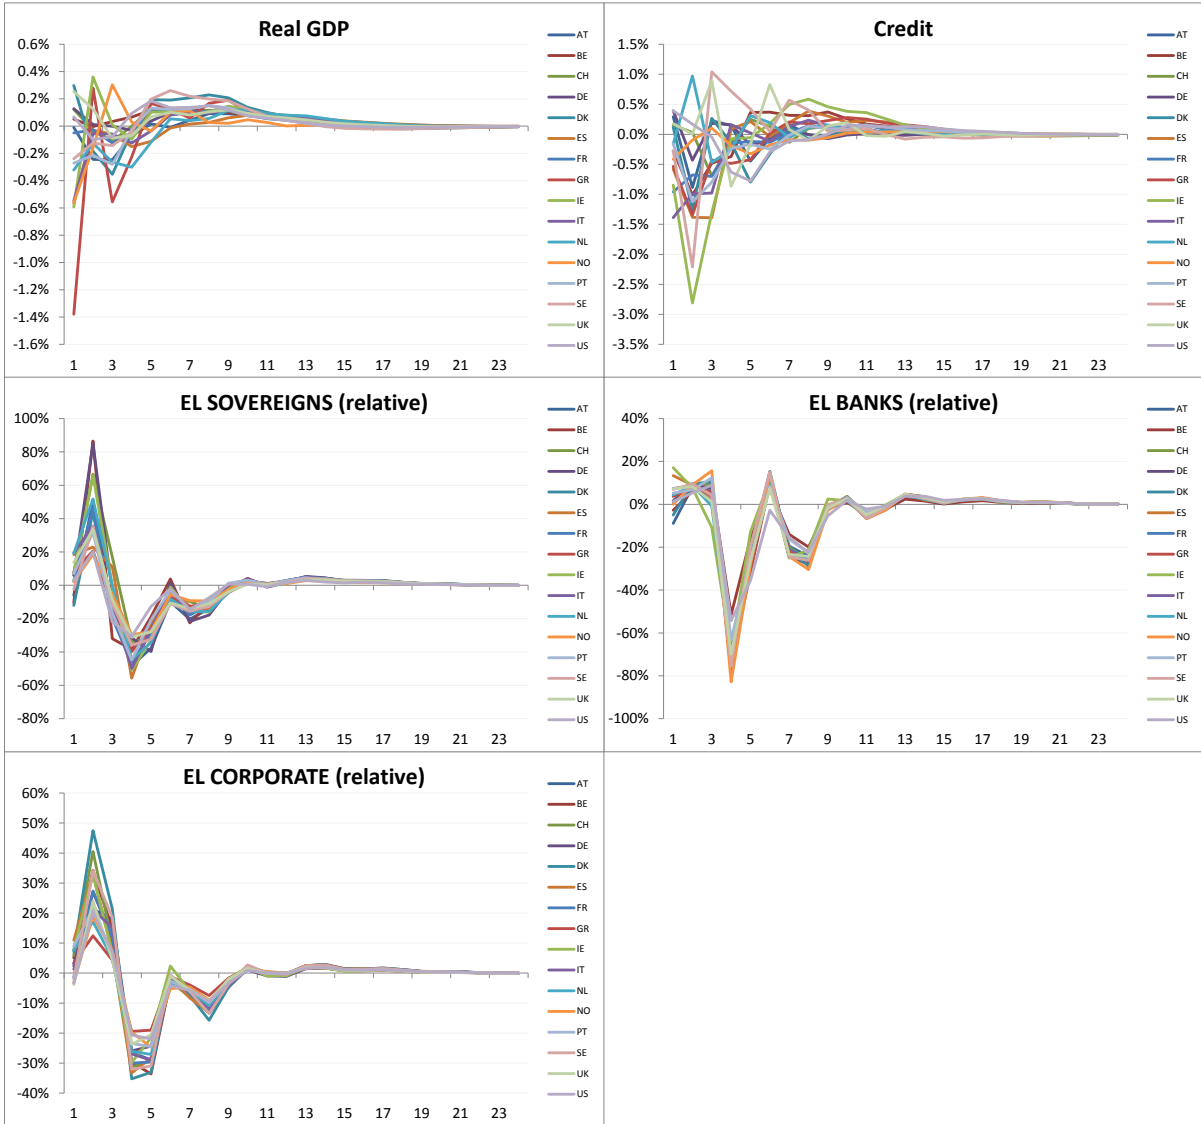 Real GDP
0.6%
0.4%
0.2%
0.0%
-0.2%
-0.4%
-0.6%
-0.8%
-1.0%
-1.2%
-1.4%
-1.6%
1 3 5 7 9 11 13 15 17 19 21 23
AT
BE
CH
DE
DK
ES
FR
GR
IE
IT
NL
NO
PT
SE
UK
US
Credit
1.5%
1.0%
0.5%
0.0%
-0.5%
-1.0%
-1.5%
-2.0%
-2.5%
-3.0%
-3.5%
1 3 5 7 9 11 13 15 17 19 21 23
AT
BE
CH
DE
DK
ES
FR
GR
IE
IT
NL
NO
PT
SE
UK
US
EL SOVEREIGNS (relative)
100%
80%
60%
40%
20%
0%
-20%
-40%
-60%
-80%
1 3 5 7 9 11 13 15 17 19 21 23
AT
BE
CH
DE
DK
ES
FR
GR
IE
IT
NL
NO
PT
SE
UK
US
EL BANKS (relative)
40%
20%
0%
-20%
-40%
-60%
-80%
-100%
1 3 5 7 9 11 13 15 17 19 21 23
AT
BE
CH
DE
DK
ES
FR
GR
IE
IT
NL
NO
PT
SE
UK
US
EL CORPORATE (relative)
60%
50%
40%
30%
20%
10%
0%
-10%
-20%
-30%
-40%
1 3 5 7 9 11 13 15 17 19 21 23
AT
BE
CH
DE
DK
ES
FR
GR
IE
IT
NL
NO
PT
SE
UK
US